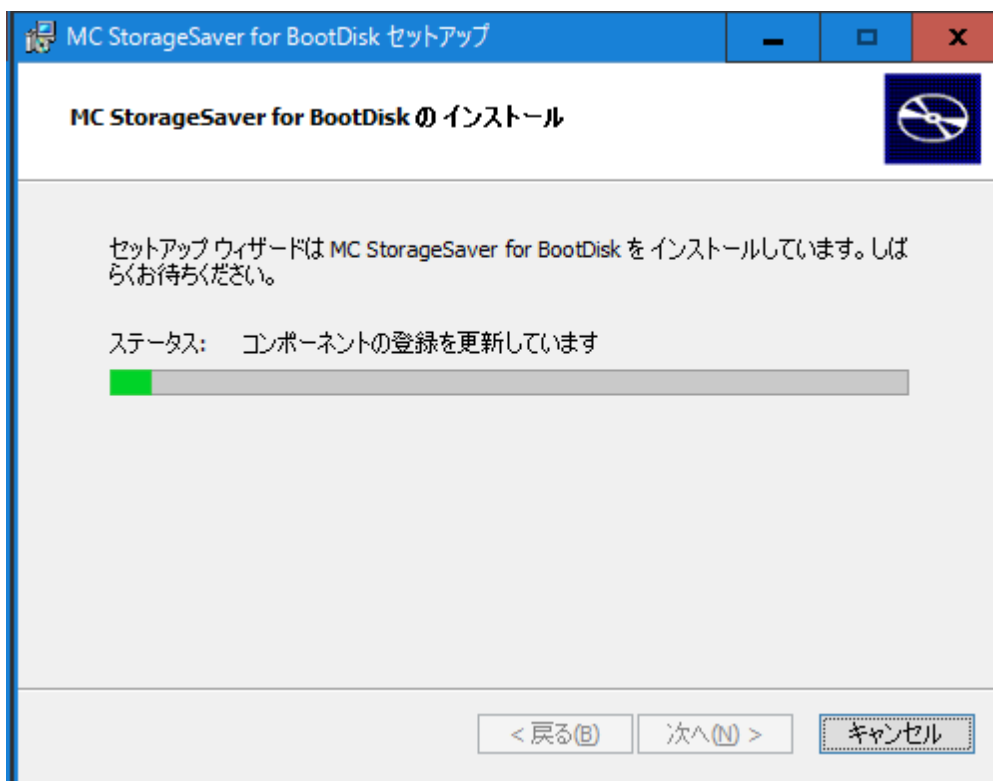 MC StorageSaver for BootDisk セットアップ
MC StorageSaver for BootDisk の インストール
セットアップ ウィザードは MC StorageSaver for BootDisk を インストールしています。しば
らくお待ちください。
ステータス: コンポーネントの登録を更新しています
< 戻る(B) 次へ(N) > キャンセル